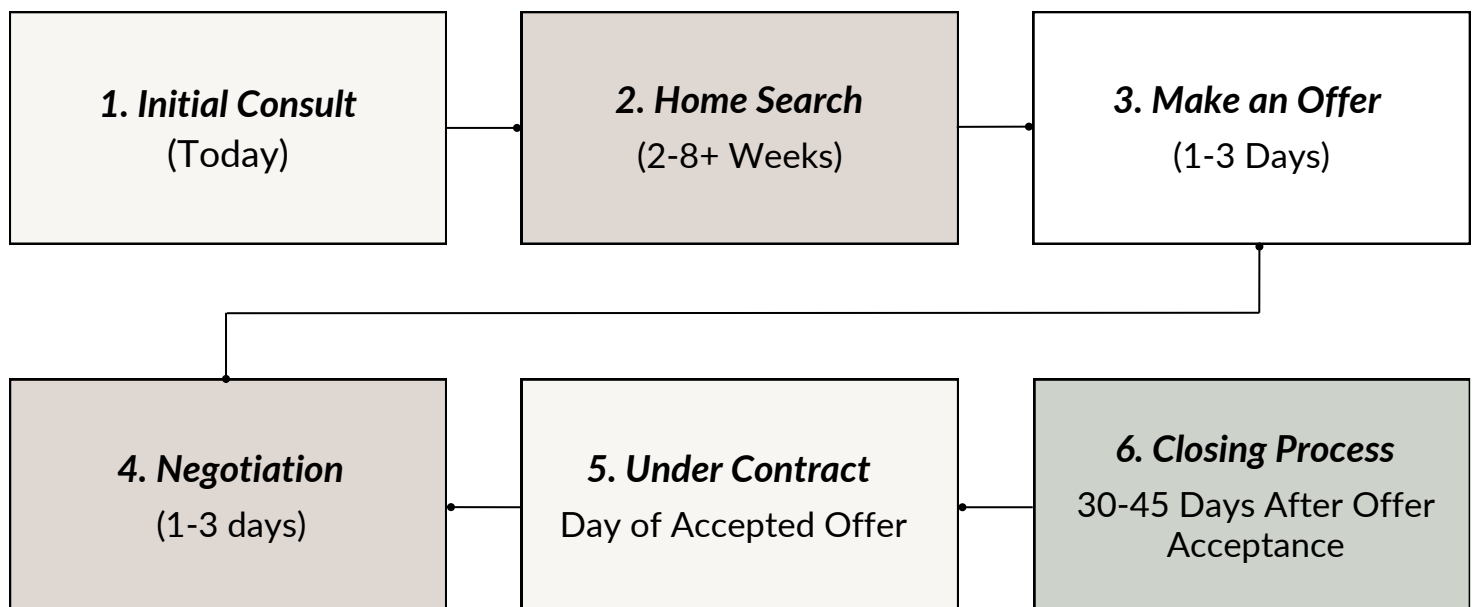 1. Initial Consult
(Today)
2. Home Search
(2-8+ Weeks)
3. Make an Offer
(1-3 Days)
4. Negotiation
(1-3 days)
5. Under Contract
Day of Accepted Offer
6. Closing Process
30-45 Days After Offer
Acceptance